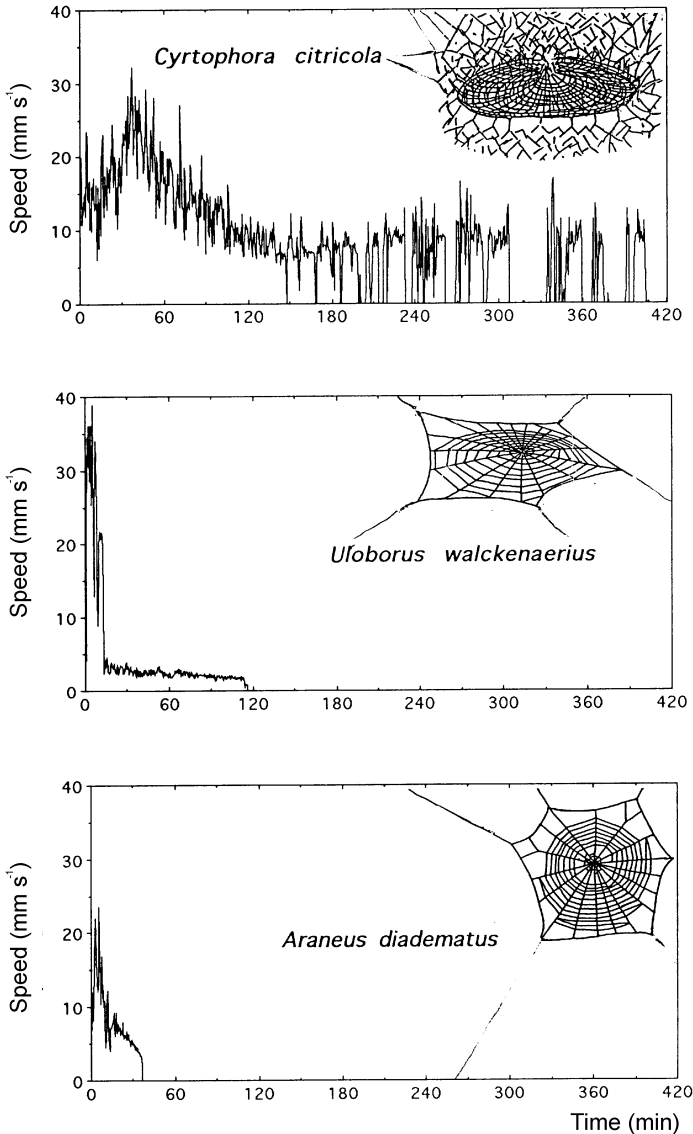 40
Cyrtophora citricola
30
20
10
0
Speed (mm s-1)
0 60 120 180 240 300 360 420
40
30
20
10
0
Speed (mm s-1)
Uloborus walckenaerius
0 60 120 180 240 300 360 420
40
30
20
10
0
Speed (mm s-1)
Araneus diadematus
0 60 120 180 240 300 360 420
Time (min)